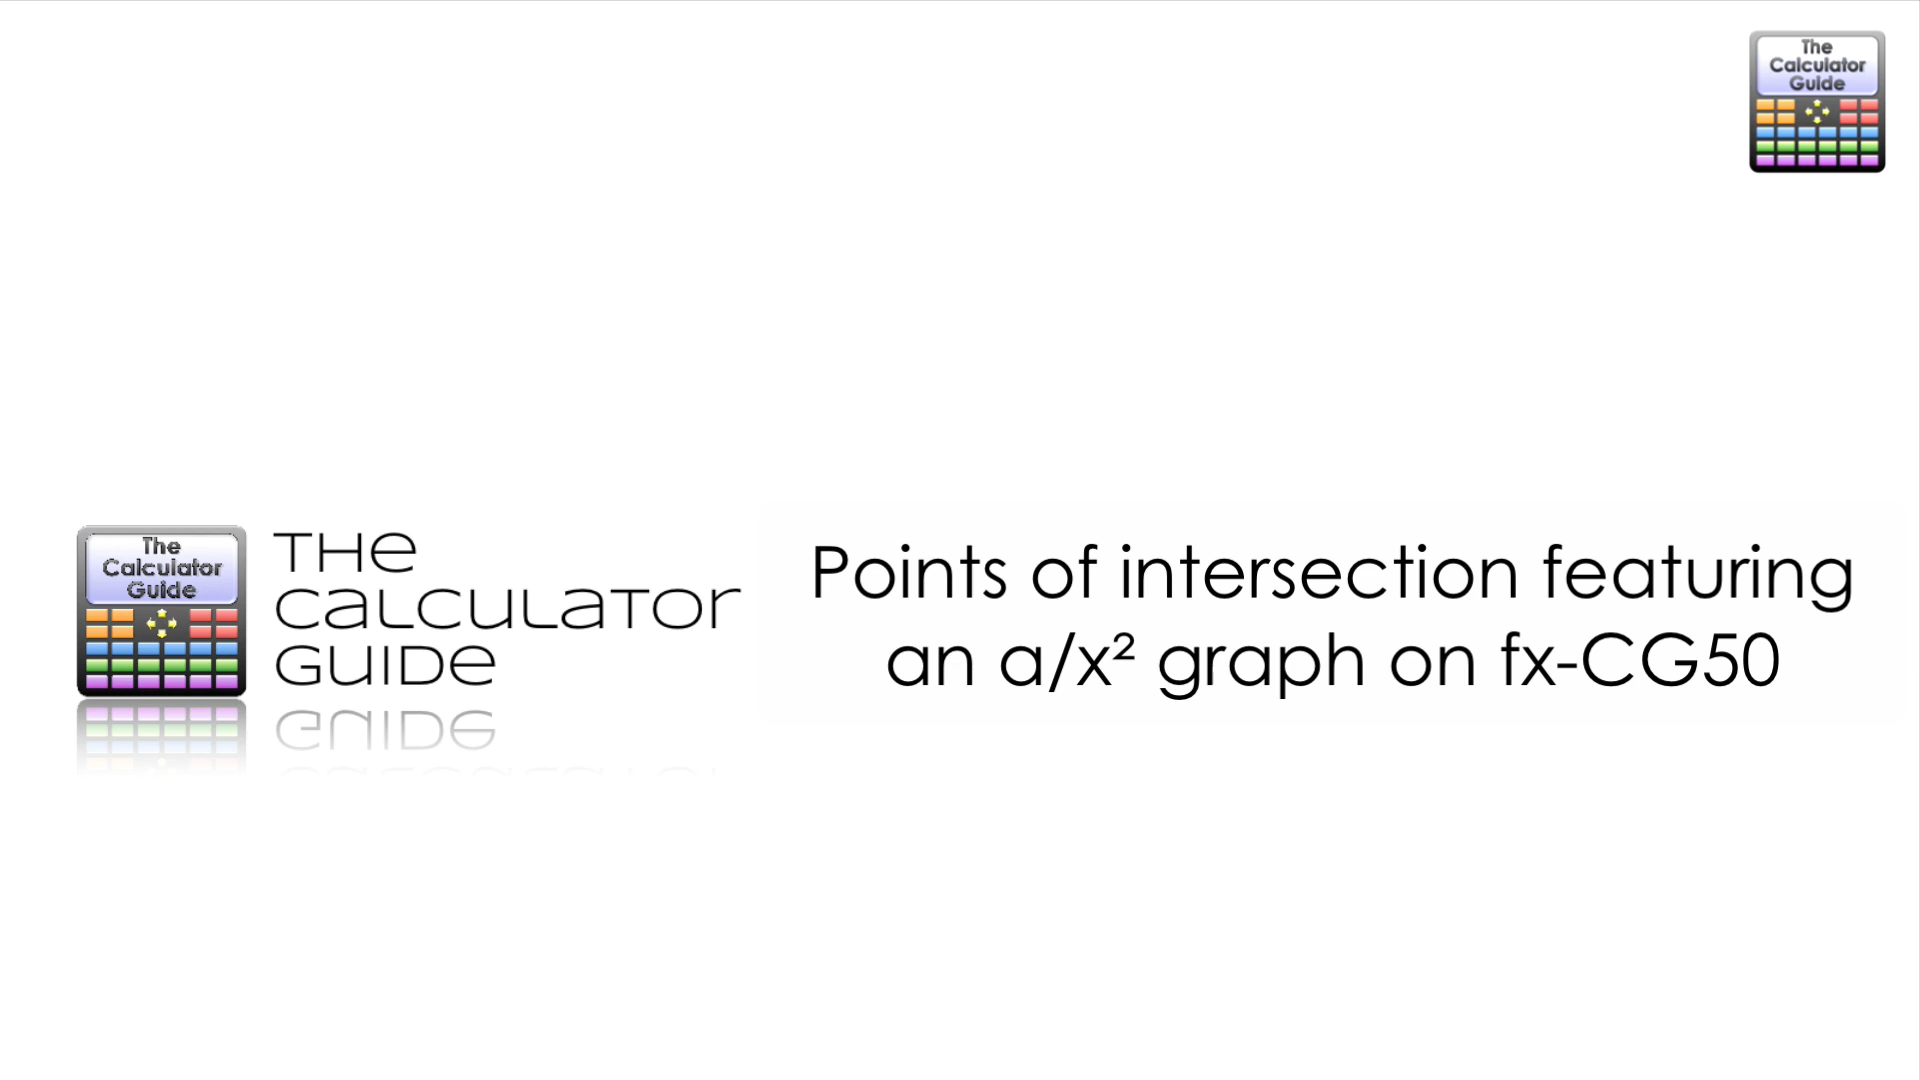 The
Calculator
Guide
The
Calculator
Guide
THe
CALCULATOr
GUIDe
Points of intersection featuring
an a/x² graph on fx-CG50